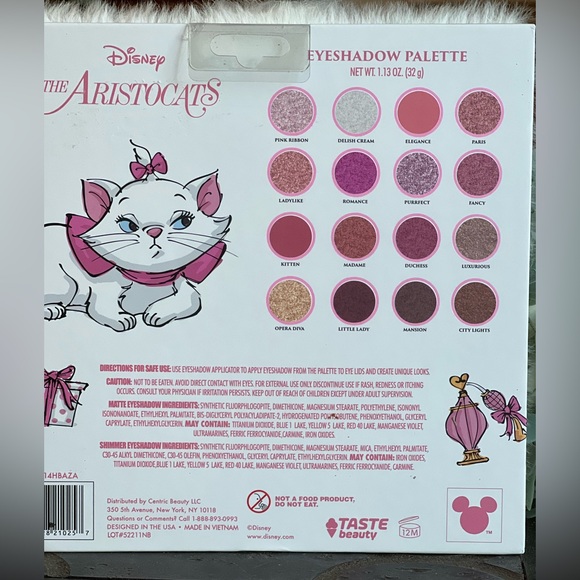 Disney
THE ARISTOCATS
EYESHADOW PALETTE
NET WT. 1.13 OZ. (32 g)
PINK RIBBON
DELISH CREAM
ELEGANCE
PARIS
LADYLIKE
ROMANCE
PURRFECT
FANCY
KITTEN
MADAME
DUCHESS
LUXURIOUS
OPERA DIVA
LITTLE LADY
MANSION
CITY LIGHTS
DIRECTIONS FOR SAFE USE: USE EYESHADOW APPLICATOR TO APPLY EYESHADOW FROM THE PALETTE TO EYE LIDS AND CREATE UNIQUE LOOKS.
CAUTION: NOT TO BE EATEN. AVOID DIRECT CONTACT WITH EYES. FOR EXTERNAL USE ONLY DISCONTINUE USE IF RASH, REDNESS OR ITCHING
OCCURS. CONSULT YOUR PHYSICIAN IF IRRITATION PERSISTS. KEEP OUT OF REACH OF CHILDREN EXCEPT UNDER ADULT SUPERVISION.
MATTE EYESHADOW INGREDIENTS: SYNTHETIC FLUORPHLOGOPITE, DIMETHICONE, MAGNESIUM STEARATE, POLYETHYLENE, ISONONYL
ISONONANOATE, ETHYLHEXYL PALMITATE, BIS-DIGLYCERYL POLYACYLADIPATE-2, HYDROGENATED POLYISOBUTENE, PHENOXYETHANOL, GLYCERYL
CAPRYLATE, ETHYLHEXYLGLYCERIN. MAY CONTAIN: TITANIUM DIOXIDE, BLUE 1 LAKE, YELLOW 5 LAKE, RED 40 LAKE, MANGANESE VIOLET,
ULTRAMARINES, FERRIC FERROCYANIDE, CARMINE, IRON OXIDES.
SHIMMER EYESHADOW INGREDIENTS: SYNTHETIC FLUORPHLOGOPITE, DIMETHICONE, MAGNESIUM STEARATE, MICA, ETHYLHEXYL PALMITATE,
C30-45 ALKYL DIMETHICONE, C30-45 OLEFIN, PHENOXYETHANOL, GLYCERYL CAPRYLATE, ETHYLHEXYLGLYCERIN. MAY CONTAIN: IRON OXIDES,
TITANIUM DIOXIDE, BLUE 1 LAKE, YELLOW 5 LAKE, RED 40 LAKE, MANGANESE VIOLET, ULTRAMARINES, FERRIC FERROCYANIDE, CARMINE.
14HBAZA
821025 7
Distributed by Centric Beauty LLC
350 5th Avenue, New York, NY 10118
Questions or Comments? Call 1-888-893-0993
DESIGNED IN THE USA • MADE IN VIETNAM
LOT#52211NB
NOT A FOOD PRODUCT,
DO NOT EAT.
©Disney
www.disney.com
TASTE
beauty
12M
TM